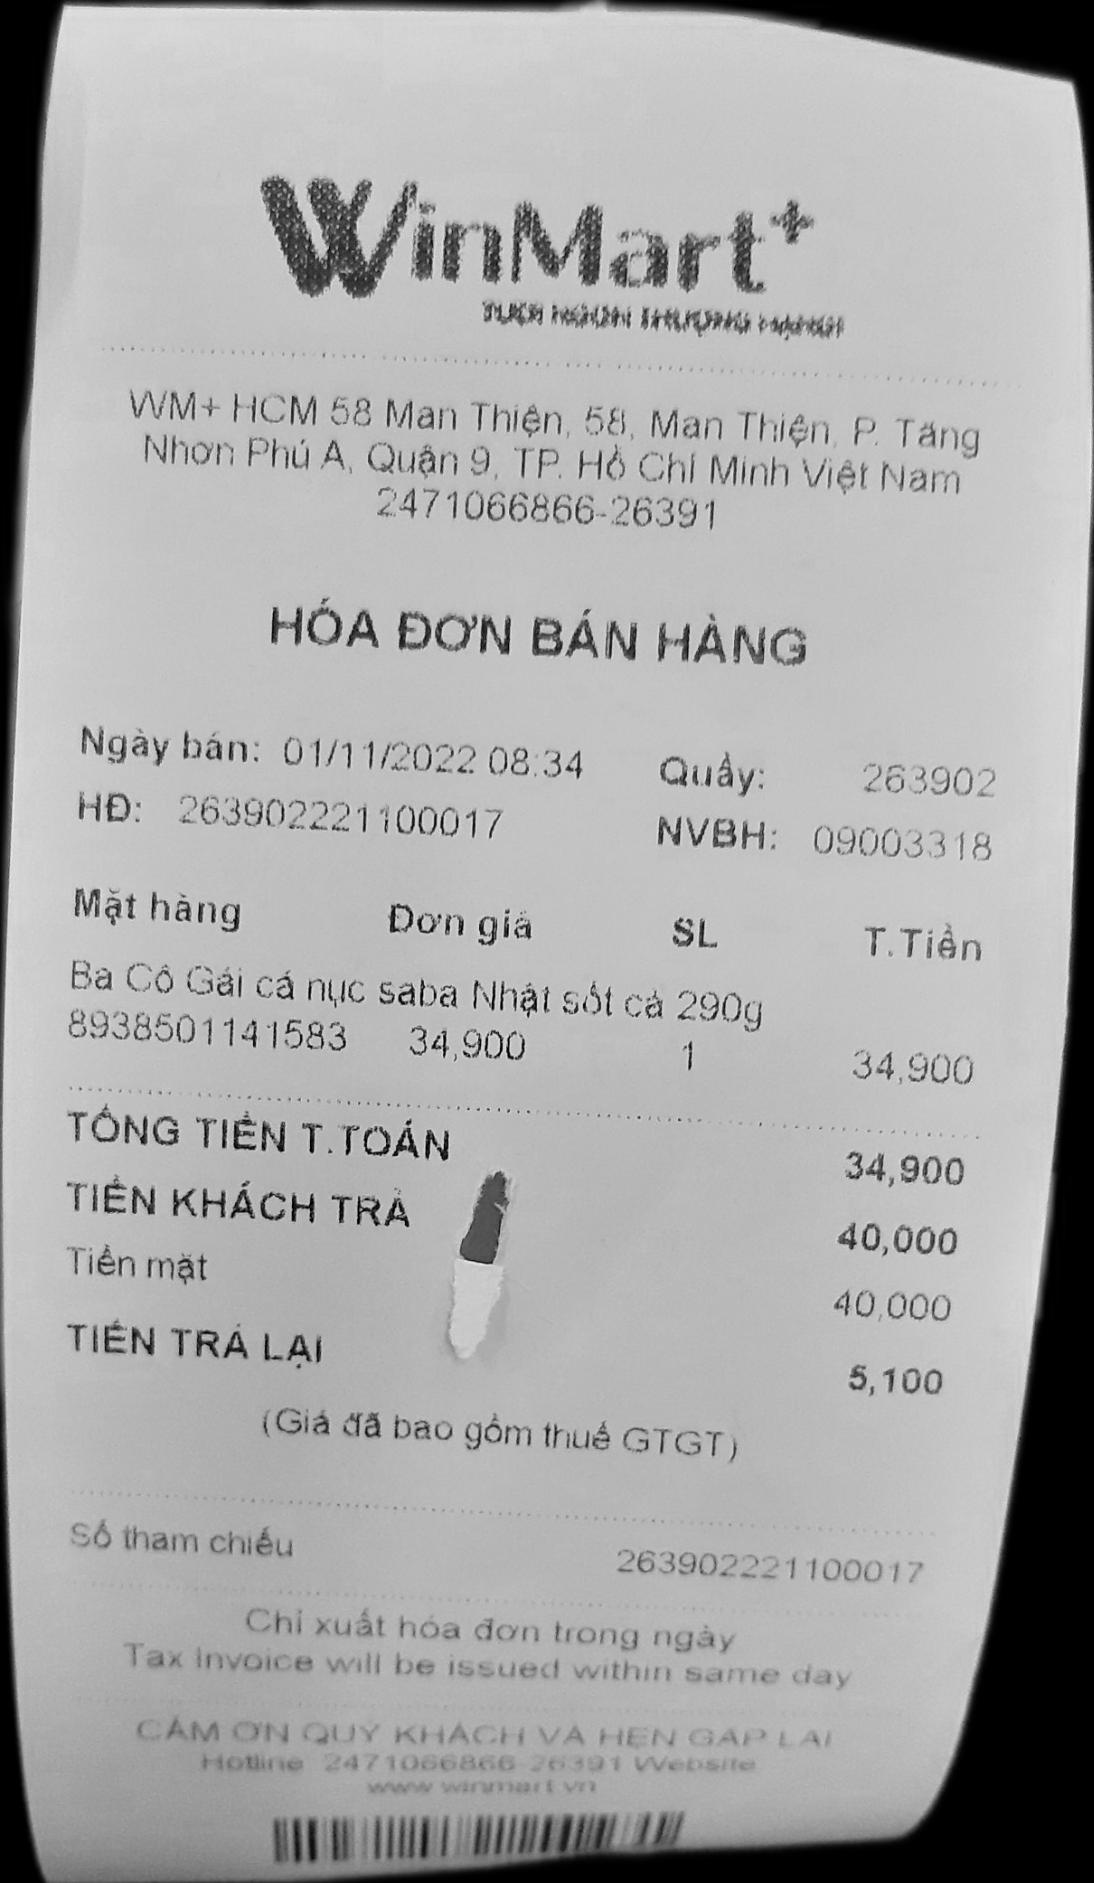 WinMart+
TƯƠI NGON THƯỢNG HẠNG
WM+ HCM 58 Man Thiện, 58, Man Thiện, P. Tăng
Nhơn Phú A, Quận 9, TP. Hồ Chí Minh Việt Nam
2471066866-26391
HÓA ĐƠN BÁN HÀNG
Ngày bán: 01/11/2022 08:34 Quầy: 263902
HĐ: 263902221100017 NVBH: 09003318
Mặt hàng Đơn giá SL T.Tiền
Ba Cô Gái cá nục saba Nhật sốt cà 290g
8938501141583 34,900 1 34,900
TỔNG TIỀN T.TOÁN 34,900
TIỀN KHÁCH TRẢ 40,000
Tiền mặt 40,000
TIỀN TRẢ LẠI 5,100
(Giá đã bao gồm thuế GTGT)
Số tham chiếu 263902221100017
Chỉ xuất hóa đơn trong ngày
Tax Invoice will be issued within same day
CẢM ƠN QUÝ KHÁCH VÀ HẸN GẶP LẠI
Hotline 2471066866-26391 Website
www.winmart.vn